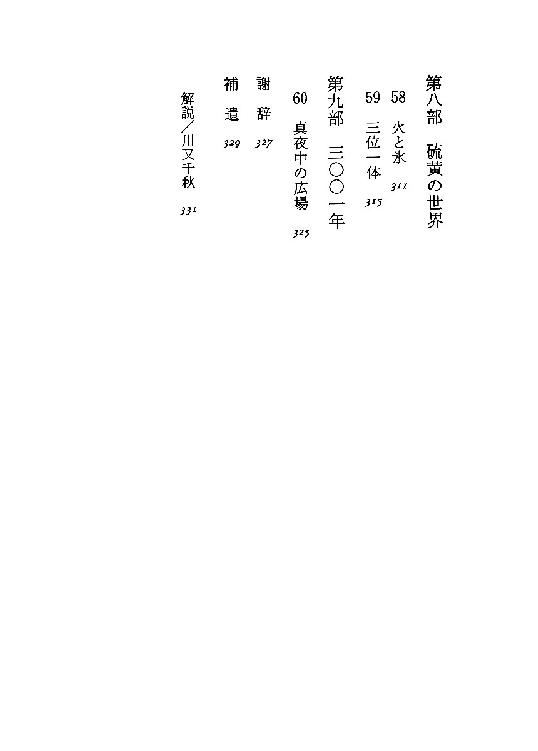 第八部 硫黄の世界
58 火と氷 311
59 三位一体 315
第九部 三〇〇一年
60 真夜中の広場 325
謝辞 327
補遺 329
解説／川又千秋 331